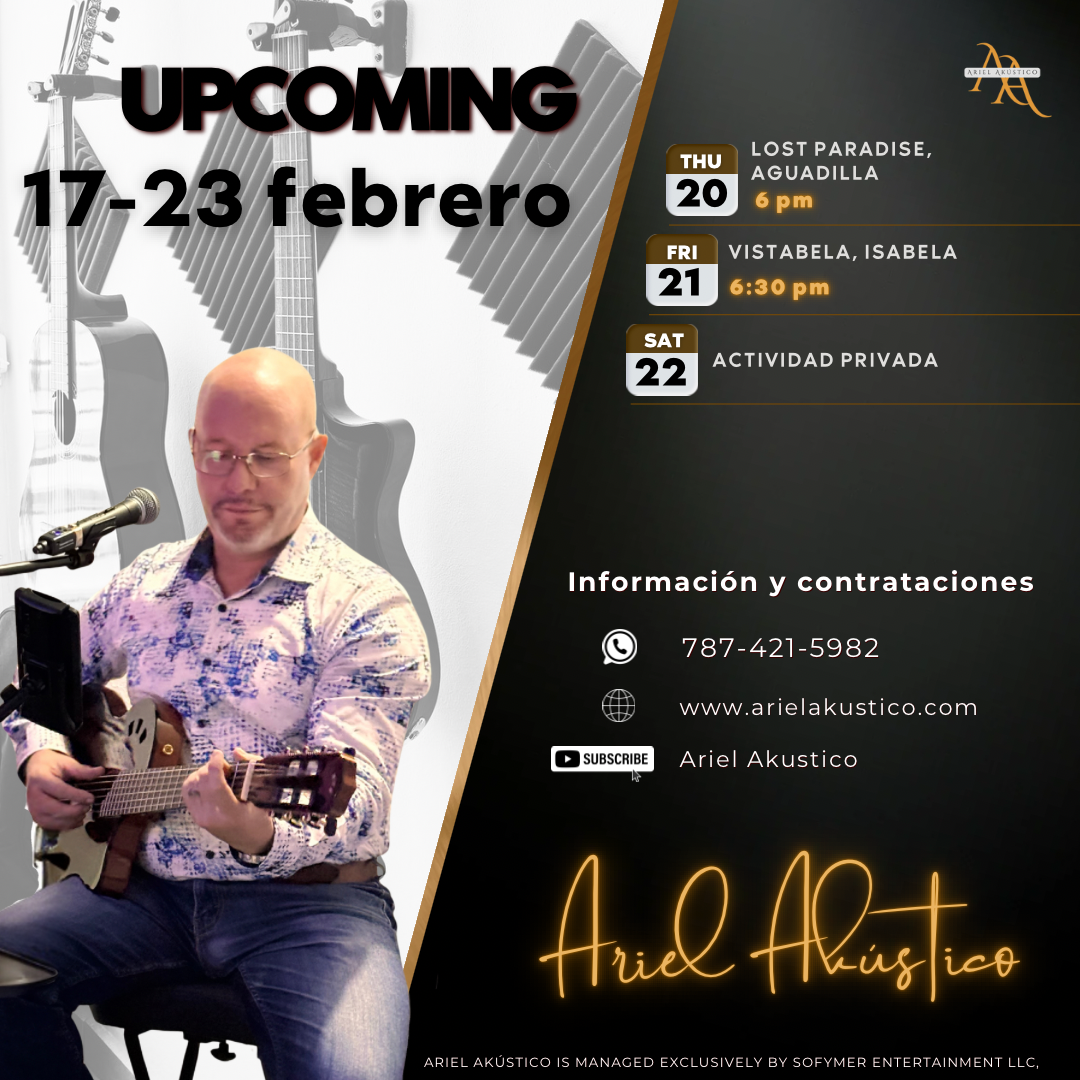 UPCOMING
17-23 febrero
ARIEL AKÚSTICO
THU
20
LOST PARADISE,
AGUADILLA
6 pm
FRI
21
VISTABELA, ISABELA
6:30 pm
SAT
22
ACTIVIDAD PRIVADA
Información y contrataciones
787-421-5982
www.arielakustico.com
SUBSCRIBE
Ariel Akustico
Ariel Akústico
ARIEL AKÚSTICO IS MANAGED EXCLUSIVELY BY SOFYMER ENTERTAINMENT LLC,